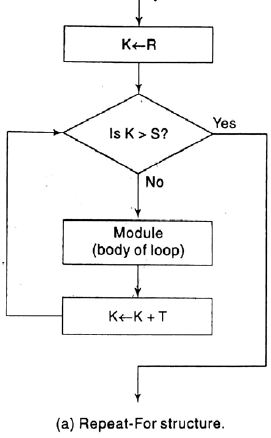 K←R
Is K > S?
Yes
No
Module
(body of loop)
K←K + T
(a) Repeat-For structure.